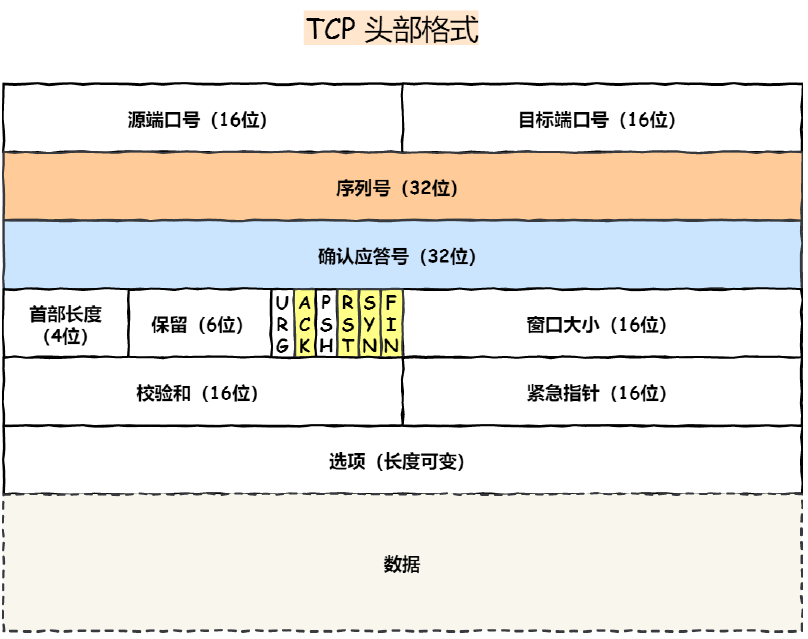 TCP 头部格式
源端口号（16位）
目标端口号（16位）
序列号（32位）
确认应答号（32位）
首部长度
（4位）
保留（6位）
URG
ACK
PSH
RST
SYN
FIN
窗口大小（16位）
校验和（16位）
紧急指针（16位）
选项（长度可变）
数据